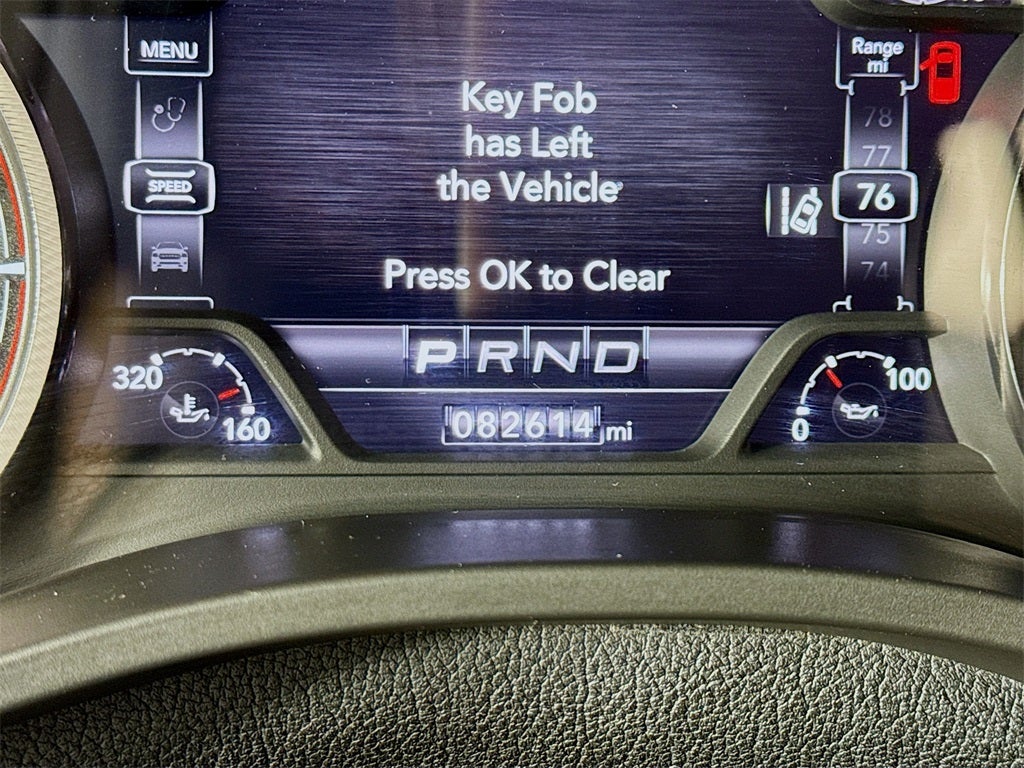 MENU
SPEED
Key Fob
has Left
the Vehicle
Press OK to Clear
Range
mi
78
77
76
75
74
P R N D
082614 mi
320
160
0
100